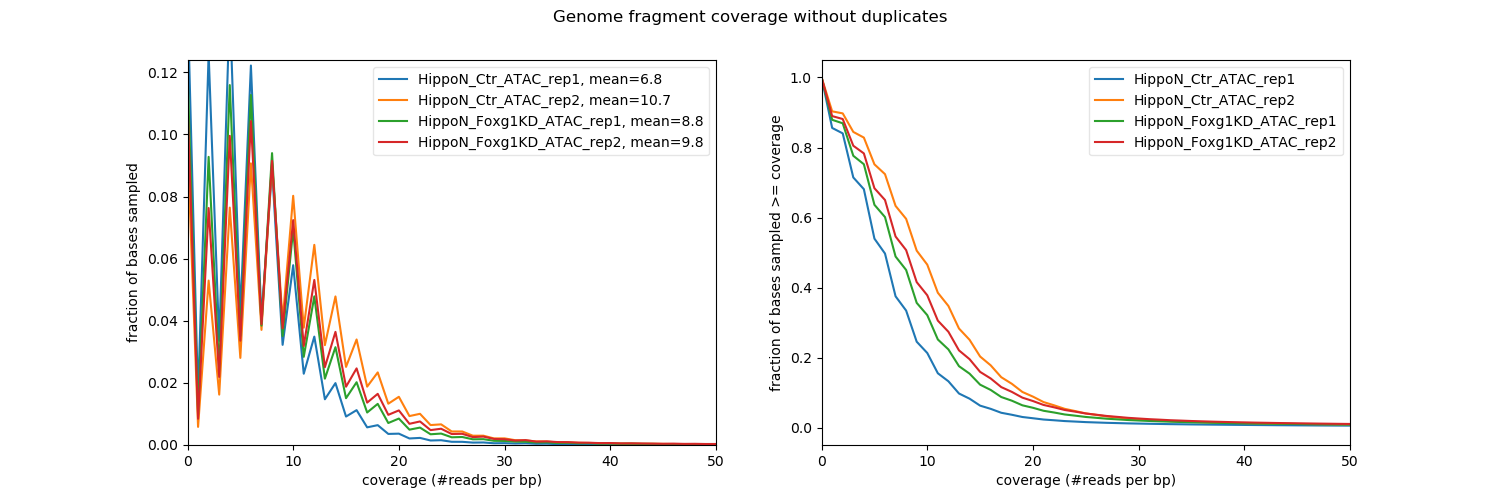 Genome fragment coverage without duplicates
HippoN_Ctr_ATAC_rep1, mean=6.8
HippoN_Ctr_ATAC_rep2, mean=10.7
HippoN_Foxg1KD_ATAC_rep1, mean=8.8
HippoN_Foxg1KD_ATAC_rep2, mean=9.8
fraction of bases sampled
0.12
0.10
0.08
0.06
0.04
0.02
0.00
0 10 20 30 40 50
coverage (#reads per bp)
HippoN_Ctr_ATAC_rep1
HippoN_Ctr_ATAC_rep2
HippoN_Foxg1KD_ATAC_rep1
HippoN_Foxg1KD_ATAC_rep2
fraction of bases sampled >= coverage
1.0
0.8
0.6
0.4
0.2
0.0
0 10 20 30 40 50
coverage (#reads per bp)